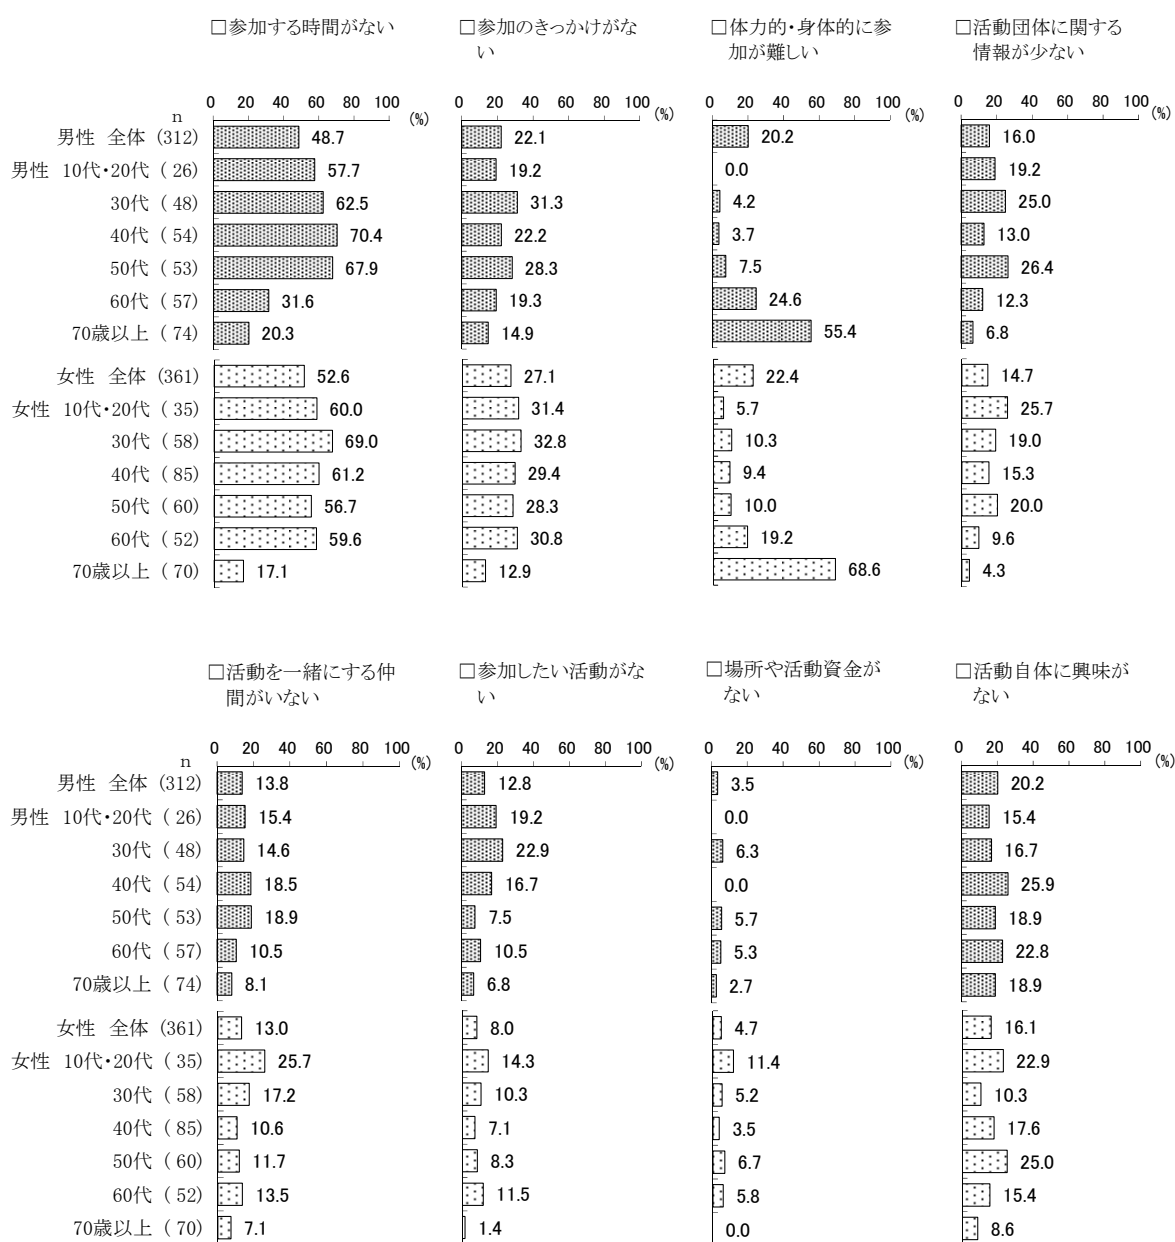 □参加する時間がない □参加のきっかけがな □体力的・身体的に参 □活動団体に関する
い 加が難しい 情報が少ない
0 20 40 60 80 100 (%) 0 20 40 60 80 100 (%) 0 20 40 60 80 100 (%) 0 20 40 60 80 100 (%)
n
男性 全体 (312) 48.7 22.1 20.2 16.0
男性 10代・20代 ( 26) 57.7 19.2 0.0 19.2
30代 ( 48) 62.5 31.3 4.2 25.0
40代 ( 54) 70.4 22.2 3.7 13.0
50代 ( 53) 67.9 28.3 7.5 26.4
60代 ( 57) 31.6 19.3 24.6 12.3
70歳以上 ( 74) 20.3 14.9 55.4 6.8
女性 全体 (361) 52.6 27.1 22.4 14.7
女性 10代・20代 ( 35) 60.0 31.4 5.7 25.7
30代 ( 58) 69.0 32.8 10.3 19.0
40代 ( 85) 61.2 29.4 9.4 15.3
50代 ( 60) 56.7 28.3 10.0 20.0
60代 ( 52) 59.6 30.8 19.2 9.6
70歳以上 ( 70) 17.1 12.9 68.6 4.3
□活動を一緒にする仲 □参加したい活動がな □場所や活動資金が □活動自体に興味が
間がいない い ない ない
0 20 40 60 80 100 (%) 0 20 40 60 80 100 (%) 0 20 40 60 80 100 (%) 0 20 40 60 80 100 (%)
n
男性 全体 (312) 13.8 12.8 3.5 20.2
男性 10代・20代 ( 26) 15.4 19.2 0.0 15.4
30代 ( 48) 14.6 22.9 6.3 16.7
40代 ( 54) 18.5 16.7 0.0 25.9
50代 ( 53) 18.9 7.5 5.7 18.9
60代 ( 57) 10.5 10.5 5.3 22.8
70歳以上 ( 74) 8.1 6.8 2.7 18.9
女性 全体 (361) 13.0 8.0 4.7 16.1
女性 10代・20代 ( 35) 25.7 14.3 11.4 22.9
30代 ( 58) 17.2 10.3 5.2 10.3
40代 ( 85) 10.6 7.1 3.5 17.6
50代 ( 60) 11.7 8.3 6.7 25.0
60代 ( 52) 13.5 11.5 5.8 15.4
70歳以上 ( 70) 7.1 1.4 0.0 8.6